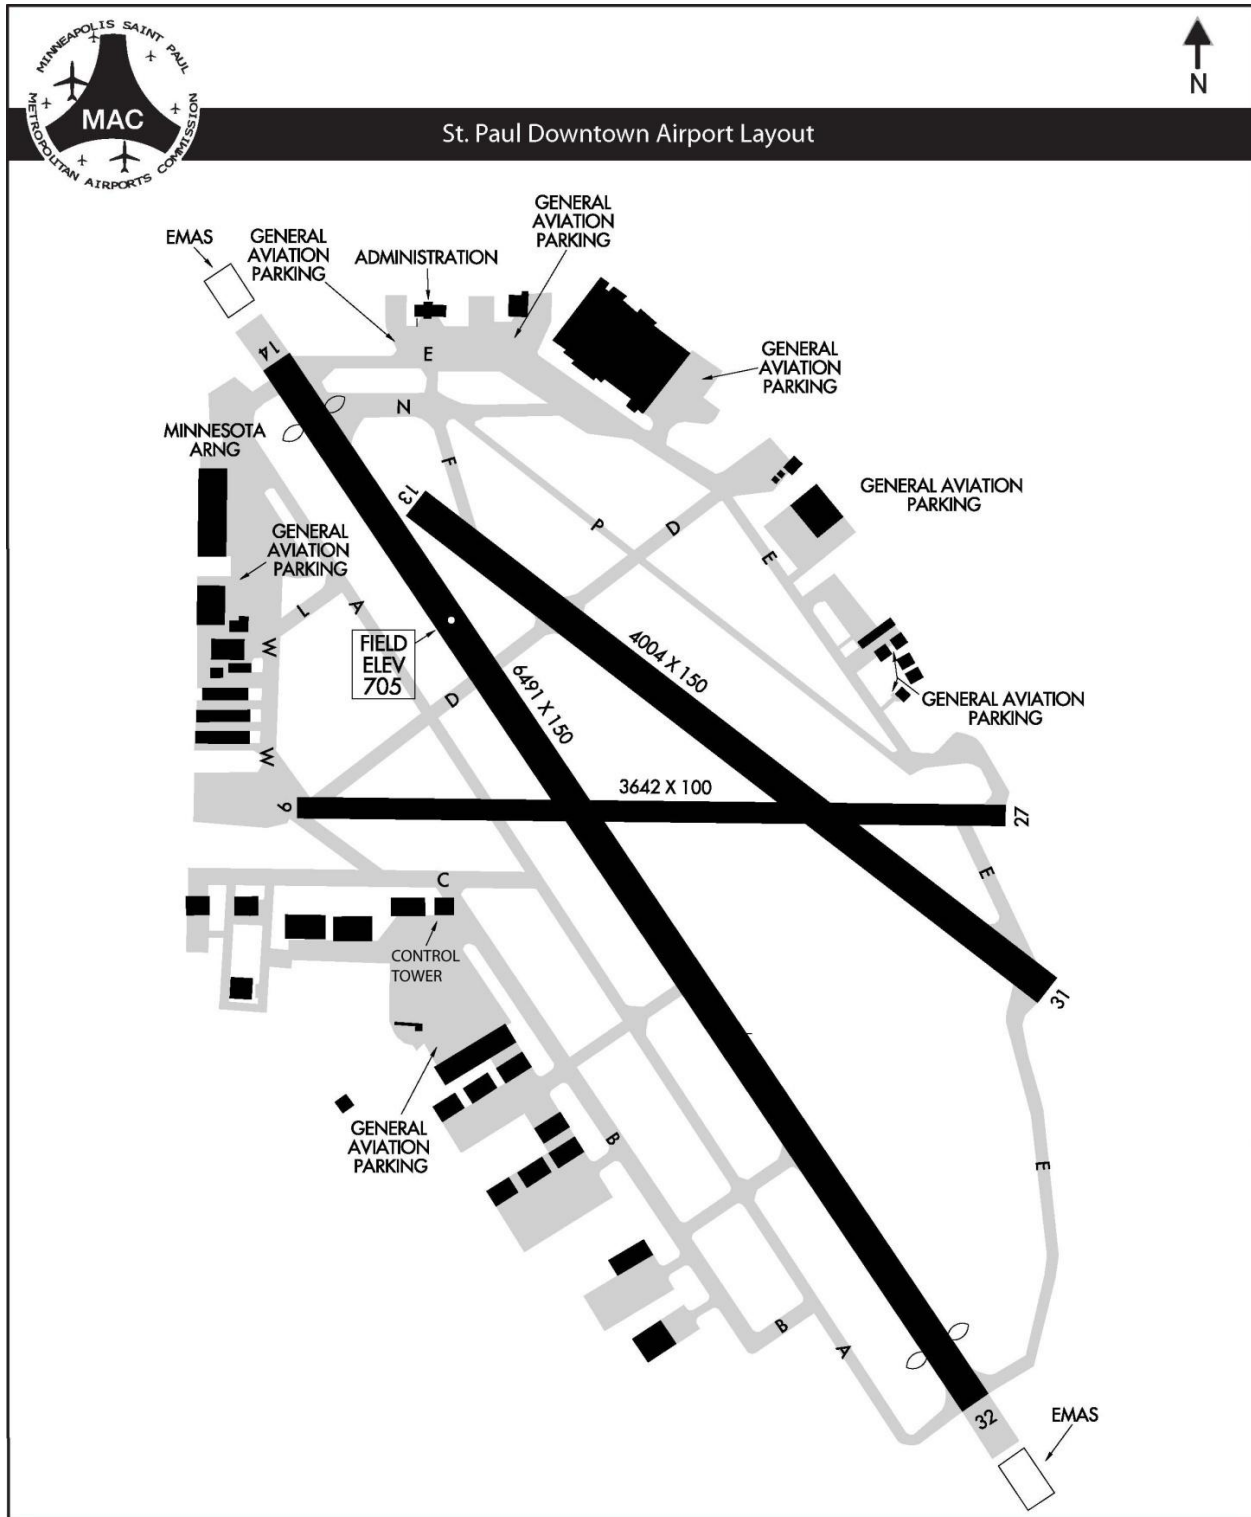 MINNEAPOLIS SAINT PAUL
MAC
METROPOLITAN AIRPORTS COMMISSION
N
St. Paul Downtown Airport Layout
EMAS
GENERAL
AVIATION
PARKING
ADMINISTRATION
GENERAL
AVIATION
PARKING
14
E
N
GENERAL
AVIATION
PARKING
MINNESOTA
ARNG
F
13
GENERAL AVIATION
PARKING
P
D
E
GENERAL
AVIATION
PARKING
L
A
W
FIELD
ELEV
705
4004 X 150
6491 X 150
D
GENERAL AVIATION
PARKING
W
9
3642 X 100
27
C
E
CONTROL
TOWER
31
GENERAL
AVIATION
PARKING
B
E
B
A
32
EMAS